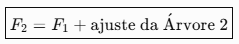 F₂ = F₁ + ajuste da Árvore 2